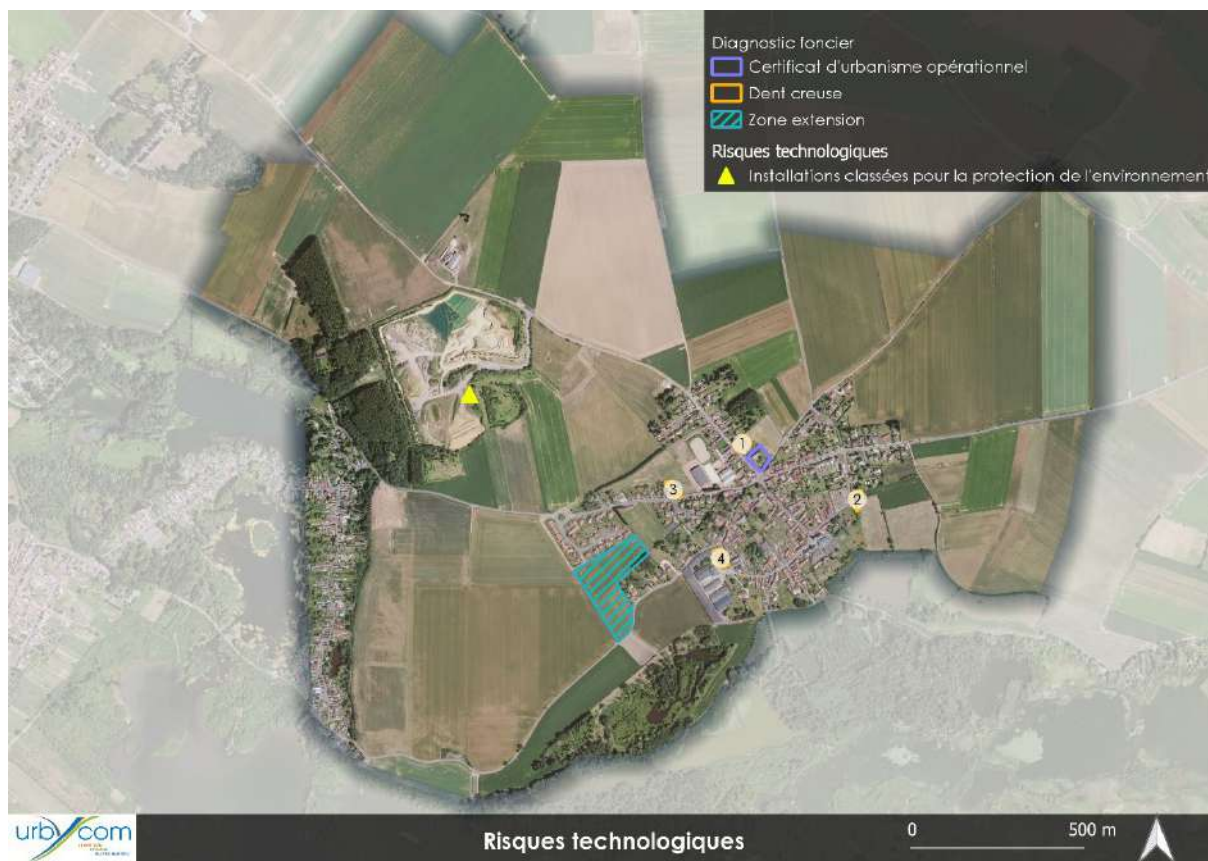 Diagnostic foncier
Certificat d'urbanisme opérationnel
Dent creuse
Zone extension
Risques technologiques
Installations classées pour la protection de l'environnement
1
3
2
4
urbycom
Risques technologiques
0 500 m